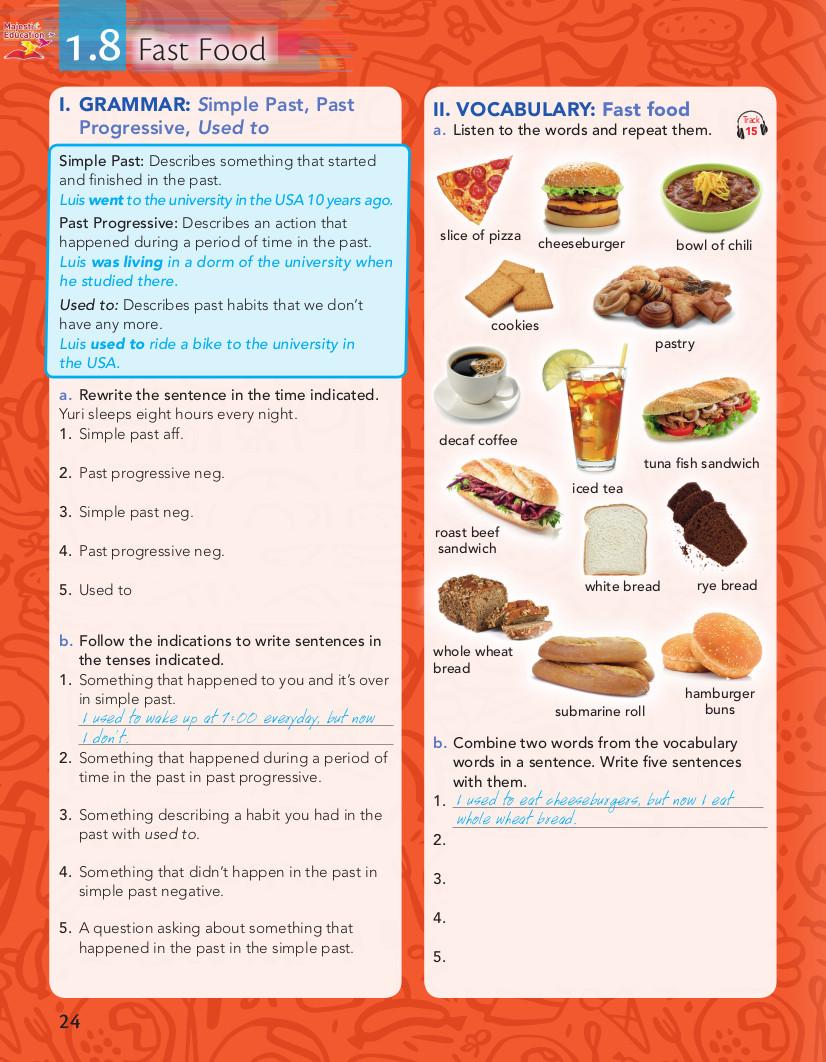 Majestic
Education
1.8 Fast Food
I. GRAMMAR: Simple Past, Past
Progressive, Used to
Simple Past: Describes something that started
and finished in the past.
Luis went to the university in the USA 10 years ago.
Past Progressive: Describes an action that
happened during a period of time in the past.
Luis was living in a dorm of the university when
he studied there.
Used to: Describes past habits that we don't
have any more.
Luis used to ride a bike to the university in
the USA.
a. Rewrite the sentence in the time indicated.
Yuri sleeps eight hours every night.
1. Simple past aff.
2. Past progressive neg.
3. Simple past neg.
4. Past progressive neg.
5. Used to
b. Follow the indications to write sentences in
the tenses indicated.
1. Something that happened to you and it's over
in simple past.
I used to wake up at 7:00 everyday, but now
I don't.
2. Something that happened during a period of
time in the past in past progressive.
3. Something describing a habit you had in the
past with used to.
4. Something that didn't happen in the past in
simple past negative.
5. A question asking about something that
happened in the past in the simple past.
24
II. VOCABULARY: Fast food
a. Listen to the words and repeat them.
Track
15
slice of pizza
cheeseburger
bowl of chili
cookies
pastry
decaf coffee
iced tea
tuna fish sandwich
roast beef
sandwich
white bread
rye bread
whole wheat
bread
submarine roll
hamburger
buns
b. Combine two words from the vocabulary
words in a sentence. Write five sentences
with them.
1. I used to eat cheeseburgers, but now I eat
whole wheat bread.
2.
3.
4.
5.